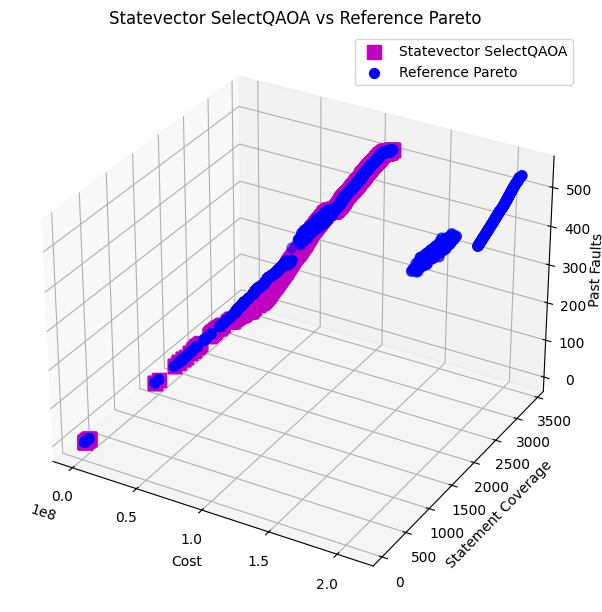 Statevector SelectQAOA vs Reference Pareto
Statevector SelectQAOA
Reference Pareto
500
400
300
200
100
0
Past Faults
3500
3000
2500
2000
1500
1000
500
0
Statement Coverage
0.0
0.5
1.0
1.5
2.0
1e8
Cost